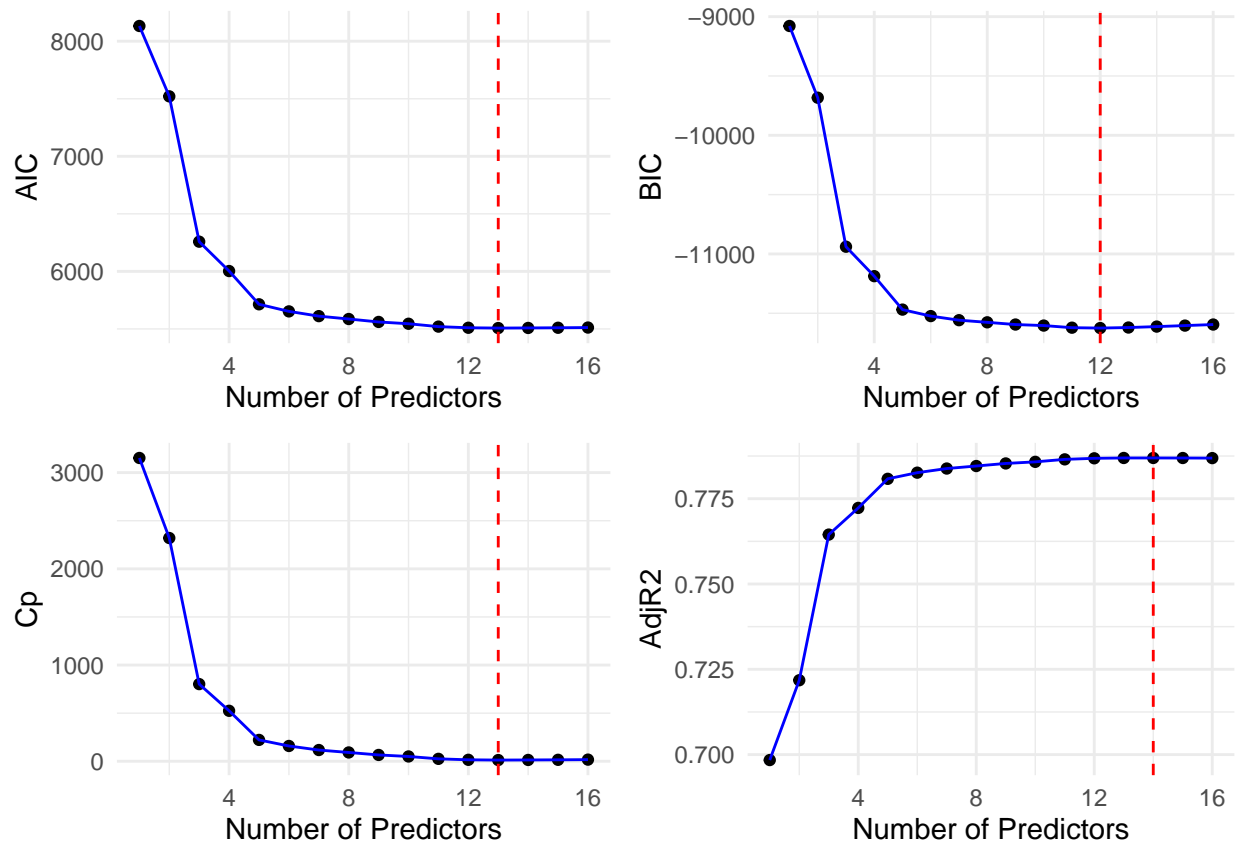 8000
7000
6000
AIC
4 8 12 16
Number of Predictors
−9000
−10000
−11000
BIC
4 8 12 16
Number of Predictors
3000
2000
1000
0
Cp
4 8 12 16
Number of Predictors
0.775
0.750
0.725
0.700
AdjR2
4 8 12 16
Number of Predictors